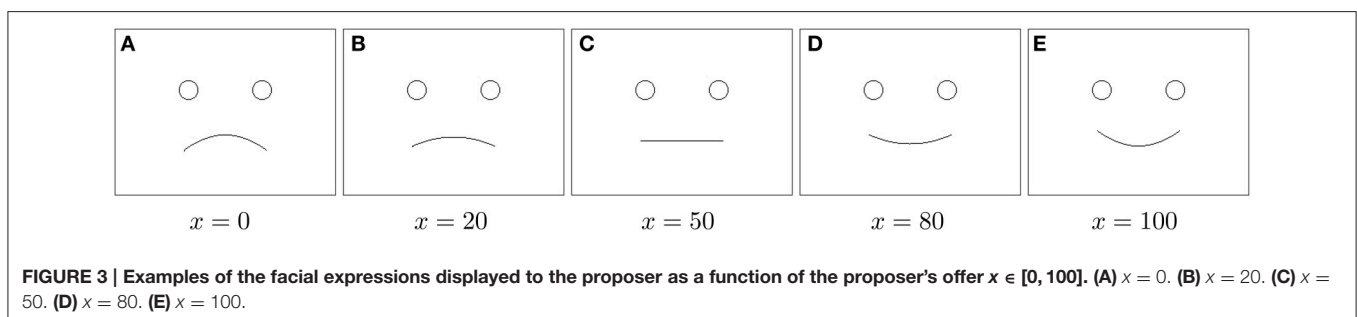 A B C D E
x = 0 x = 20 x = 50 x = 80 x = 100
FIGURE 3 | Examples of the facial expressions displayed to the proposer as a function of the proposer's offer x ∈ [0, 100]. (A) x = 0. (B) x = 20. (C) x =
50. (D) x = 80. (E) x = 100.